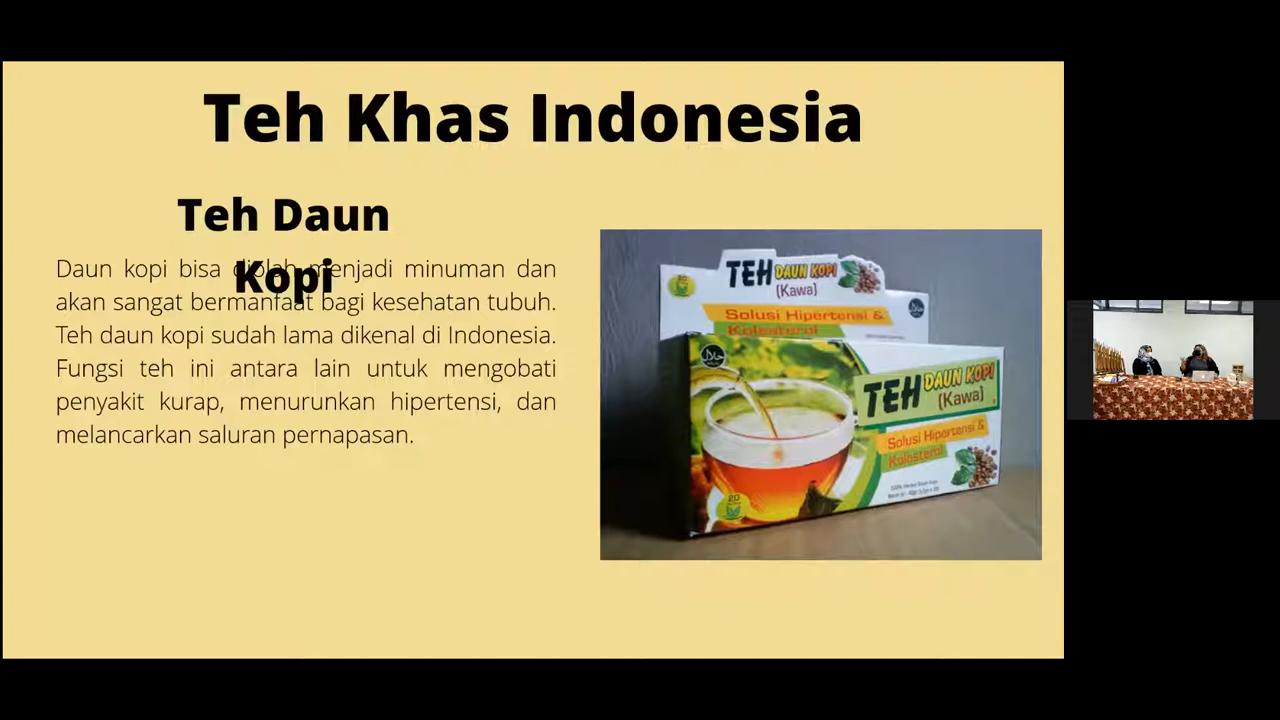 Teh Khas Indonesia
Teh Daun
Kopi
Daun kopi bisa diolah menjadi minuman dan
akan sangat bermanfaat bagi kesehatan tubuh.
Teh daun kopi sudah lama dikenal di Indonesia.
Fungsi teh ini antara lain untuk mengobati
penyakit kurap, menurunkan hipertensi, dan
melancarkan saluran pernapasan.
TEH DAUN KOPI
(Kawa)
Solusi Hipertensi &
Kolesterol
TEH DAUN KOPI
(Kawa)
Solusi Hipertensi &
Kolesterol
20